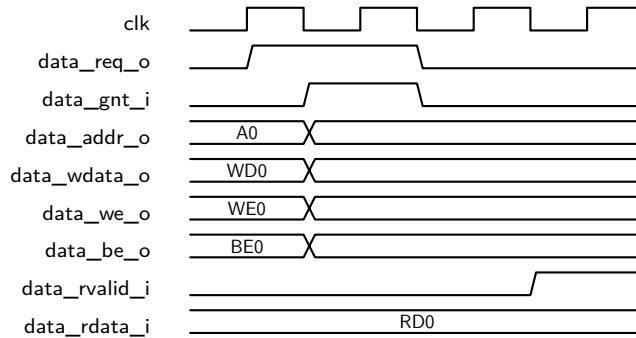 clk
data_req_o
data_gnt_i
data_addr_o A0
data_wdata_o WD0
data_we_o WE0
data_be_o BE0
data_rvalid_i
data_rdata_i RD0